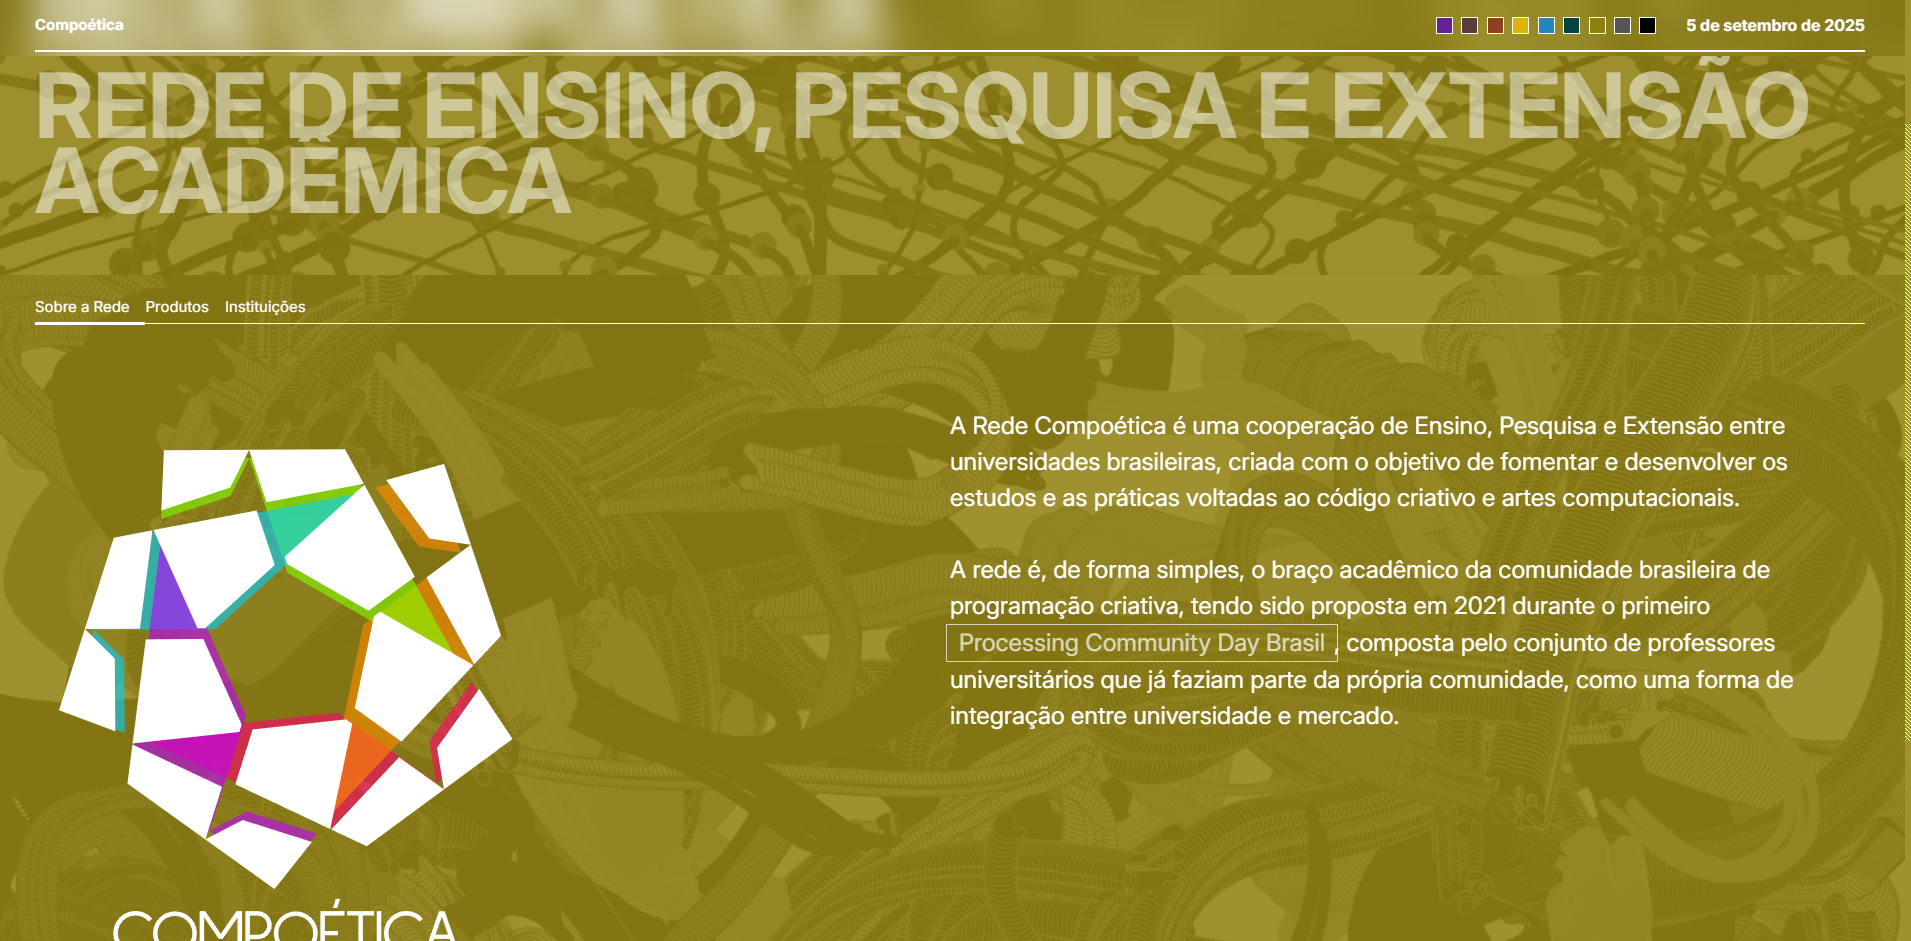 Compoética
5 de setembro de 2025
REDE DE ENSINO, PESQUISA E EXTENSÃO
ACADÊMICA
Sobre a Rede Produtos Instituições
A Rede Compoética é uma cooperação de Ensino, Pesquisa e Extensão entre
universidades brasileiras, criada com o objetivo de fomentar e desenvolver os
estudos e as práticas voltadas ao código criativo e artes computacionais.
A rede é, de forma simples, o braço acadêmico da comunidade brasileira de
programação criativa, tendo sido proposta em 2021 durante o primeiro
Processing Community Day Brasil , composta pelo conjunto de professores
universitários que já faziam parte da própria comunidade, como uma forma de
integração entre universidade e mercado.
COMPOÉTICA